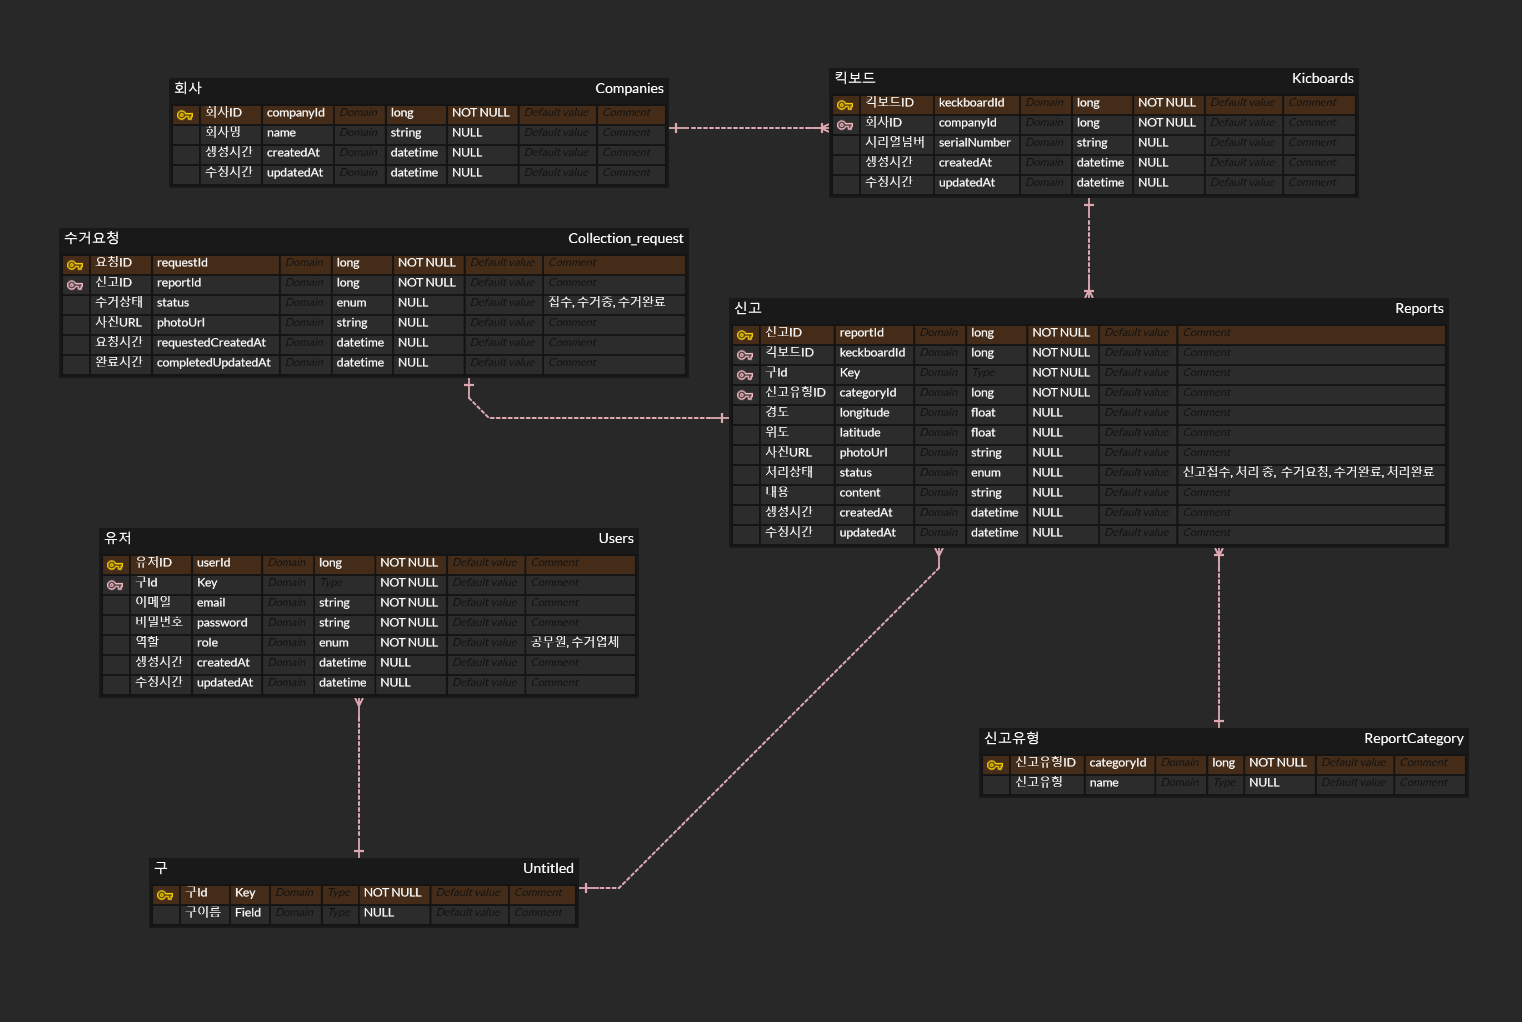 회사 Companies
회사ID companyId Domain long NOT NULL Default value Comment
회사명 name Domain string NULL Default value Comment
생성시간 createdAt Domain datetime NULL Default value Comment
수정시간 updatedAt Domain datetime NULL Default value Comment
킥보드 Kicboards
킥보드ID keckboardId Domain long NOT NULL Default value Comment
회사ID companyId Domain long NOT NULL Default value Comment
시리얼넘버 serialNumber Domain string NULL Default value Comment
생성시간 createdAt Domain datetime NULL Default value Comment
수정시간 updatedAt Domain datetime NULL Default value Comment
수거요청 Collection_request
요청ID requestId Domain long NOT NULL Default value Comment
신고ID reportId Domain long NOT NULL Default value Comment
수거상태 status Domain enum NULL Default value 접수, 수거중, 수거완료
사진URL photoUrl Domain string NULL Default value Comment
요청시간 requestedCreatedAt Domain datetime NULL Default value Comment
완료시간 completedUpdatedAt Domain datetime NULL Default value Comment
신고 Reports
신고ID reportId Domain long NOT NULL Default value Comment
킥보드ID keckboardId Domain long NOT NULL Default value Comment
구Id Key Domain Type NOT NULL Default value Comment
신고유형ID categoryId Domain long NOT NULL Default value Comment
경도 longitude Domain float NULL Default value Comment
위도 latitude Domain float NULL Default value Comment
사진URL photoUrl Domain string NULL Default value Comment
처리상태 status Domain enum NULL Default value 신고접수, 처리 중, 수거요청, 수거완료, 처리완료
내용 content Domain string NULL Default value Comment
생성시간 createdAt Domain datetime NULL Default value Comment
수정시간 updatedAt Domain datetime NULL Default value Comment
유저 Users
유저ID userId Domain long NOT NULL Default value Comment
구Id Key Domain Type NOT NULL Default value Comment
이메일 email Domain string NOT NULL Default value Comment
비밀번호 password Domain string NOT NULL Default value Comment
역할 role Domain enum NOT NULL Default value 공무원, 수거업체
생성시간 createdAt Domain datetime NULL Default value Comment
수정시간 updatedAt Domain datetime NULL Default value Comment
신고유형 ReportCategory
신고유형ID categoryId Domain long NOT NULL Default value Comment
신고유형 name Domain Type NULL Default value Comment
구 Untitled
구Id Key Domain Type NOT NULL Default value Comment
구이름 Field Domain Type NULL Default value Comment